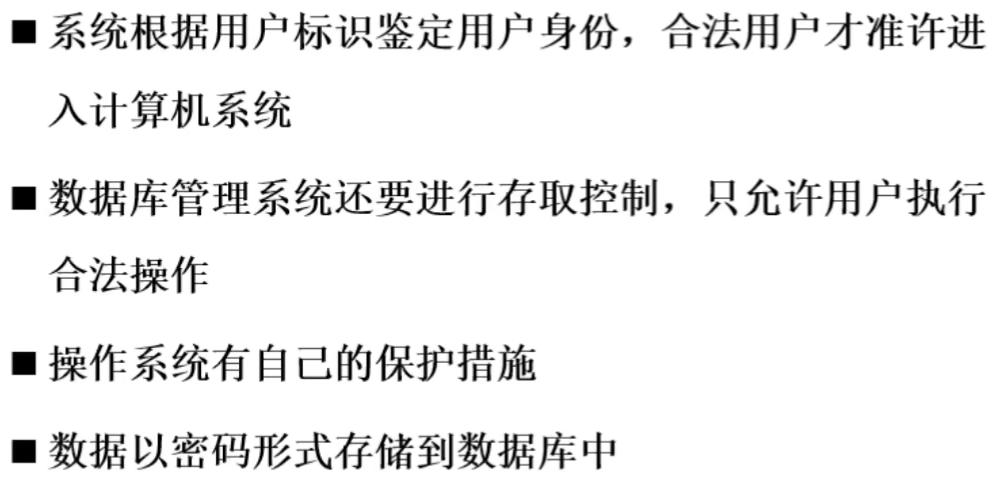 ■ 系统根据用户标识鉴定用户身份，合法用户才准许进
入计算机系统
■ 数据库管理系统还要进行存取控制，只允许用户执行
合法操作
■ 操作系统有自己的保护措施
■ 数据以密码形式存储到数据库中